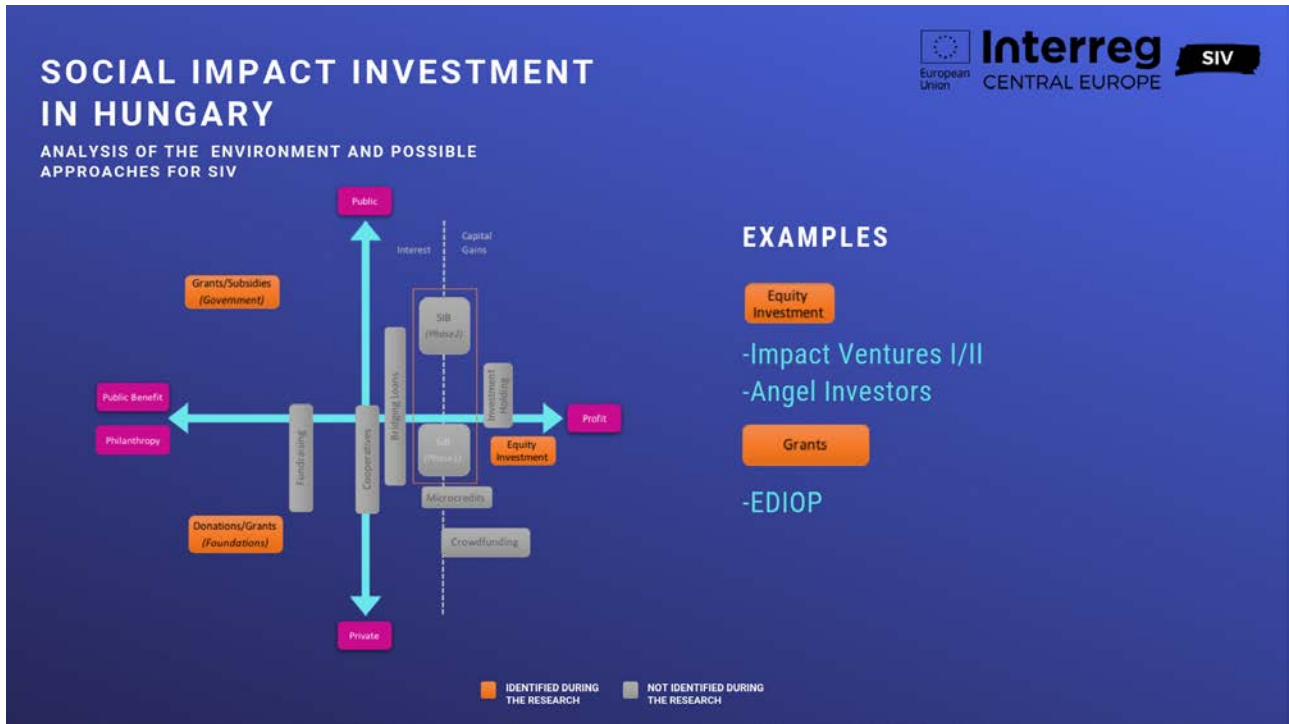 SOCIAL IMPACT INVESTMENT
IN HUNGARY
ANALYSIS OF THE ENVIRONMENT AND POSSIBLE
APPROACHES FOR SIV
European
Union
Interreg
CENTRAL EUROPE
SIV
Public
Interest
Capital
Gains
Grants/Subsidies
(Government)
SIB
(Phase2)
Bridging Loans
Investment
Holding
Public Benefit
Philanthropy
Profit
Fundraising
Cooperatives
SIB
(Phase1)
Equity
Investment
Microcredits
Donations/Grants
(Foundations)
Crowdfunding
Private
EXAMPLES
Equity
Investment
-Impact Ventures I/II
-Angel Investors
Grants
-EDIOP
IDENTIFIED DURING
THE RESEARCH
NOT IDENTIFIED DURING
THE RESEARCH